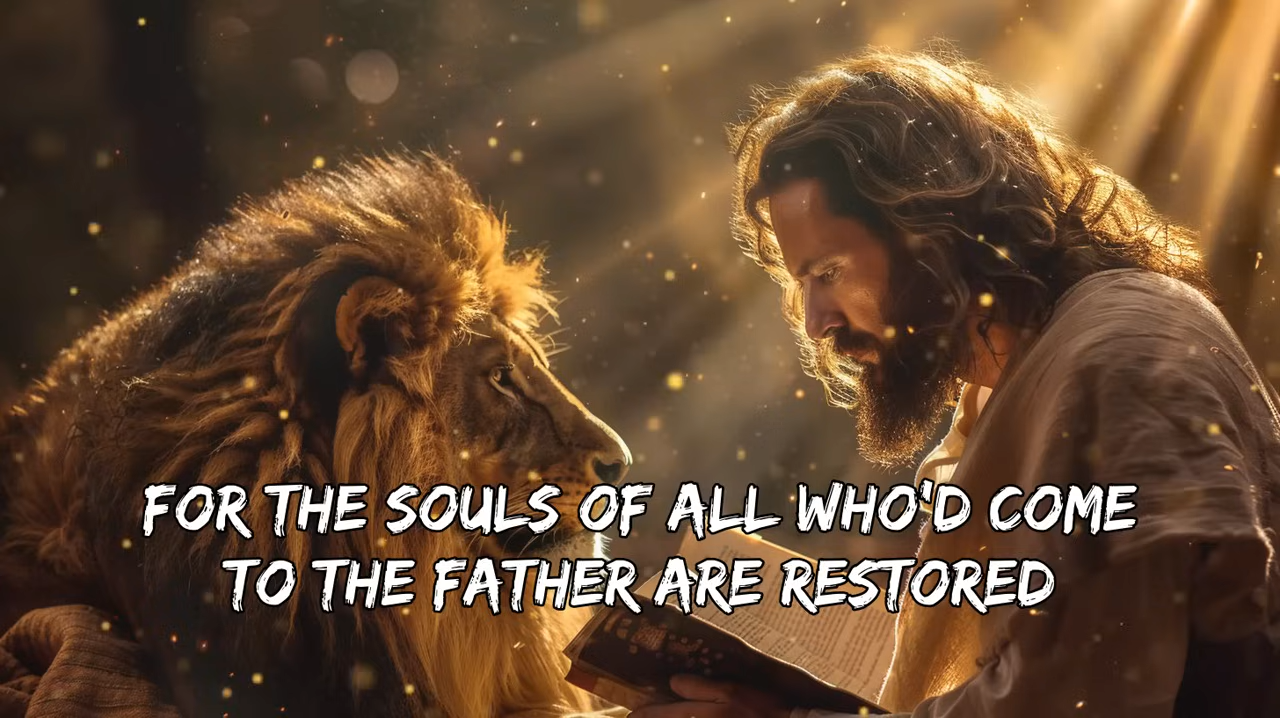 FOR THE SOULS OF ALL WHO'D COME
TO THE FATHER ARE RESTORED